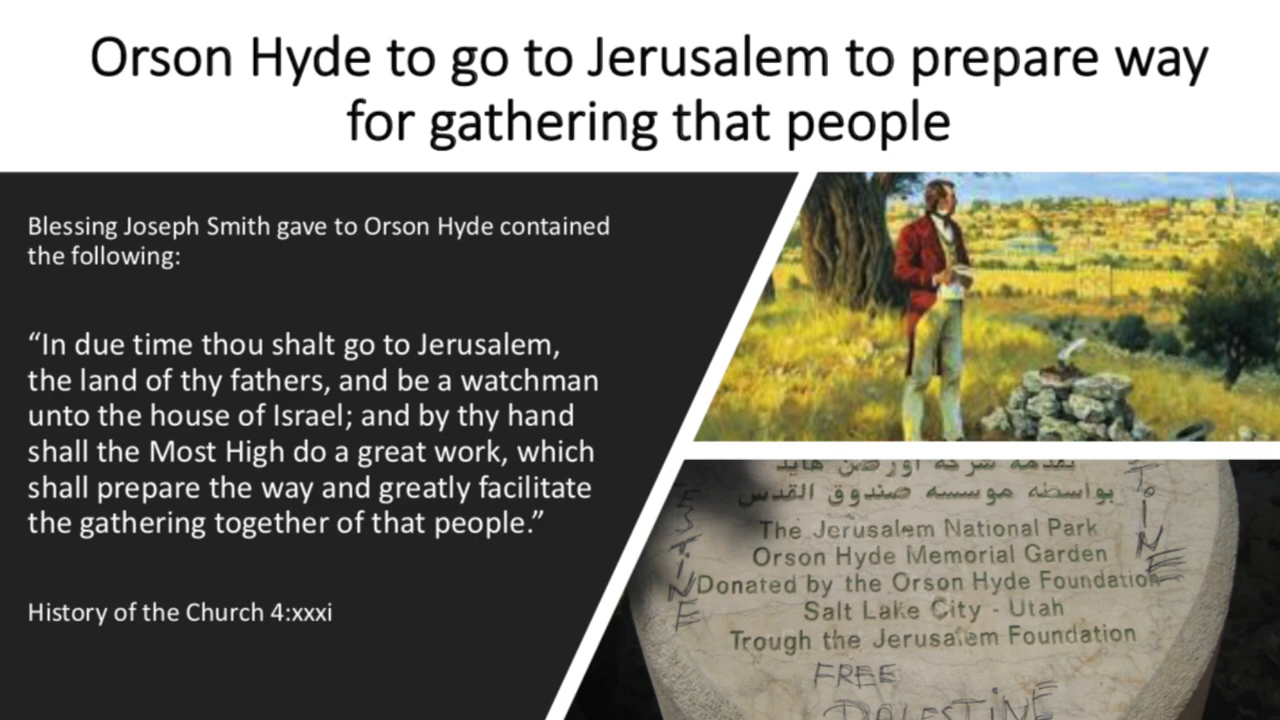 Orson Hyde to go to Jerusalem to prepare way
for gathering that people
Blessing Joseph Smith gave to Orson Hyde contained
the following:
“In due time thou shalt go to Jerusalem,
the land of thy fathers, and be a watchman
unto the house of Israel; and by thy hand
shall the Most High do a great work, which
shall prepare the way and greatly facilitate
the gathering together of that people.”
History of the Church 4:xxxi
بواسطه موسسه صندوق القدس
The Jerusalem National Park
Orson Hyde Memorial Garden
Donated by the Orson Hyde Foundation
Salt Lake City - Utah
Trough the Jerusalem Foundation
FREE
PALESTINE